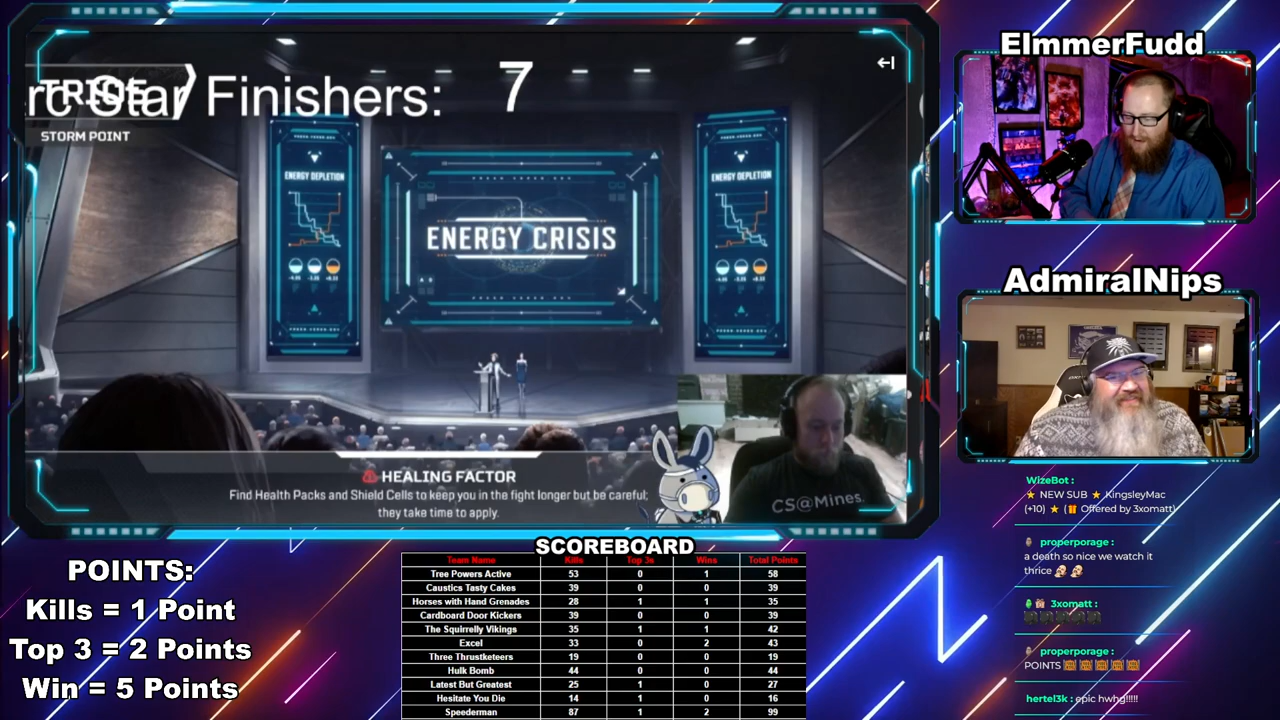 rc Star Finishers: 7
TRIOS
STORM POINT
ENERGY DEPLETION
ENERGY CRISIS
ENERGY DEPLETION
HEALING FACTOR
Find Health Packs and Shield Cells to keep you in the fight longer but be careful;
they take time to apply.
CS@Mines
ElmmerFudd
AdmiralNips
WizeBot :
★ NEW SUB ★ KingsleyMac
(+10) ★ ( Offered by 3xomatt)
properporage :
a death so nice we watch it
thrice
3xomatt :
properporage :
POINTS
hertel3k : epic hwhg!!!!!
POINTS:
Kills = 1 Point
Top 3 = 2 Points
Win = 5 Points
SCOREBOARD
Team Name Kills Top 3s Wins Total Points
Tree Powers Active 53 0 1 58
Caustics Tasty Cakes 39 0 0 39
Horses with Hand Grenades 28 1 1 35
Cardboard Door Kickers 39 0 0 39
The Squirrelly Vikings 35 1 1 42
Excel 33 0 2 43
Three Thrustketeers 19 0 0 19
Hulk Bomb 44 0 0 44
Latest But Greatest 25 1 0 27
Hesitate You Die 14 1 0 16
Speederman 87 1 2 99